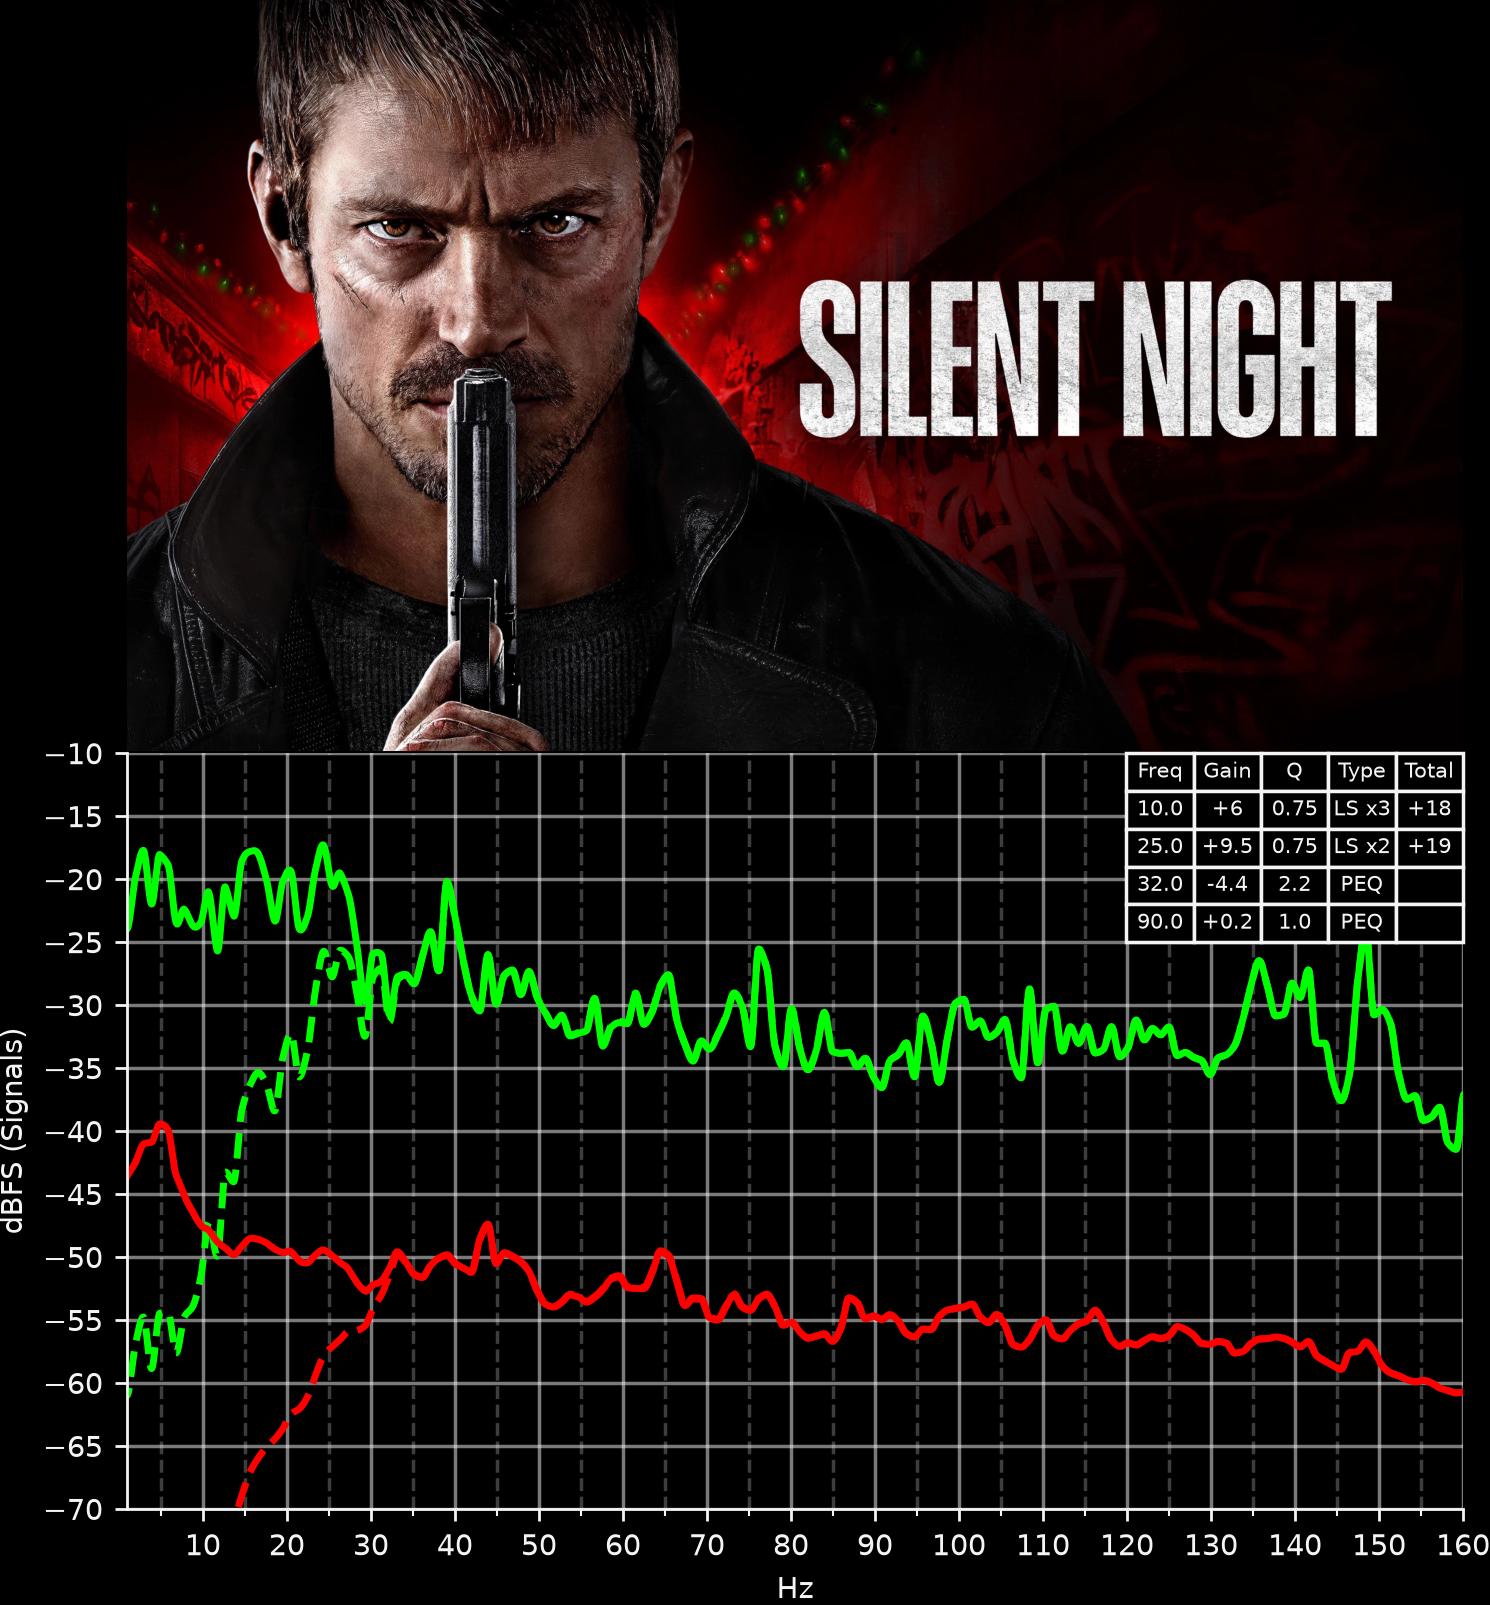 SILENT NIGHT
Freq Gain Q Type Total
10.0 +6 0.75 LS x3 +18
25.0 +9.5 0.75 LS x2 +19
32.0 -4.4 2.2 PEQ
90.0 +0.2 1.0 PEQ
dBFS (Signals)
−10
−15
−20
−25
−30
−35
−40
−45
−50
−55
−60
−65
−70
10 20 30 40 50 60 70 80 90 100 110 120 130 140 150 160
Hz